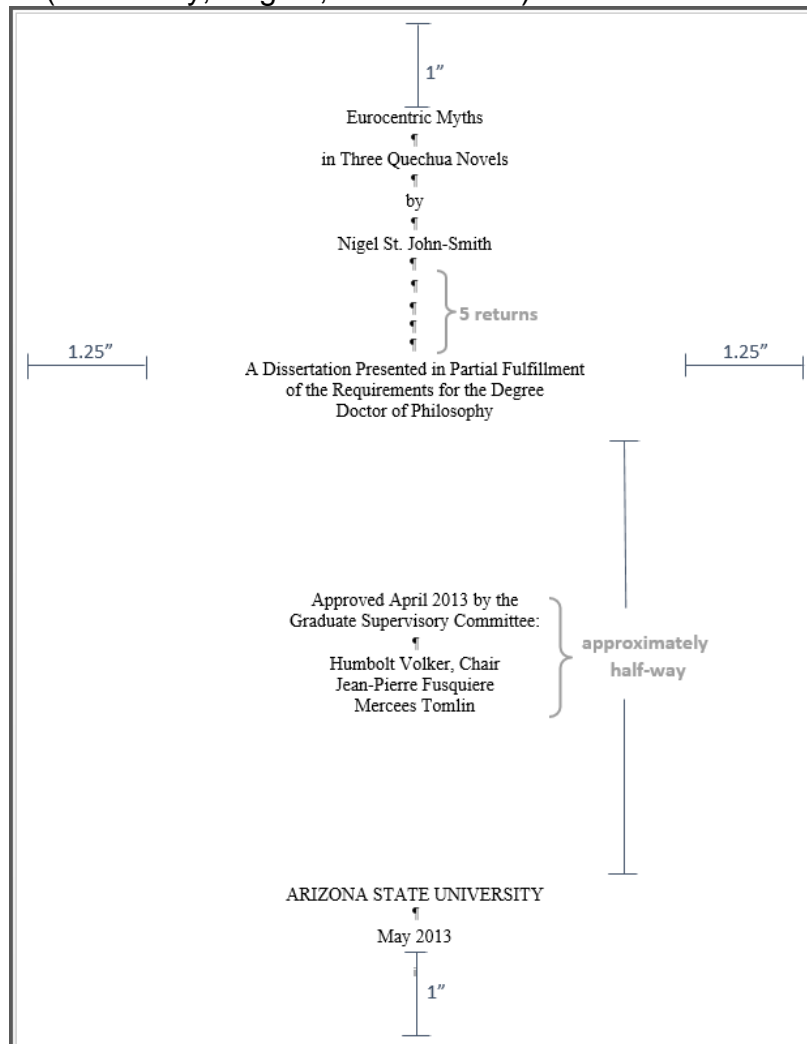 1”
Eurocentric Myths
¶
in Three Quechua Novels
¶
by
¶
Nigel St. John-Smith
¶
¶
¶
¶
¶
5 returns
1.25”
1.25”
A Dissertation Presented in Partial Fulfillment
of the Requirements for the Degree
Doctor of Philosophy
Approved April 2013 by the
Graduate Supervisory Committee:
¶
Humbolt Volker, Chair
Jean-Pierre Fusquiere
Mercees Tomlin
approximately
half-way
ARIZONA STATE UNIVERSITY
¶
May 2013
i
1”